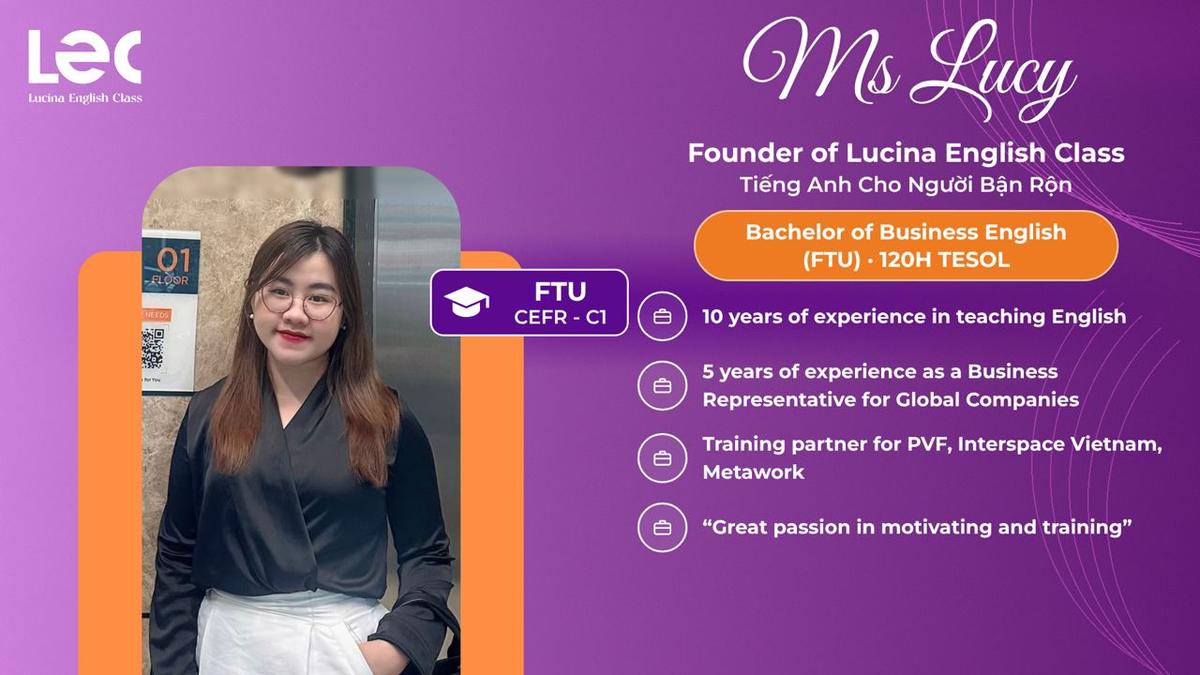 LEC
Lucina English Class
Ms Lucy
Founder of Lucina English Class
Tiếng Anh Cho Người Bận Rộn
Bachelor of Business English
(FTU) · 120H TESOL
01
FLOOR
NEEDS
for You
FTU
CEFR - C1
10 years of experience in teaching English
5 years of experience as a Business
Representative for Global Companies
Training partner for PVF, Interspace Vietnam,
Metawork
“Great passion in motivating and training”